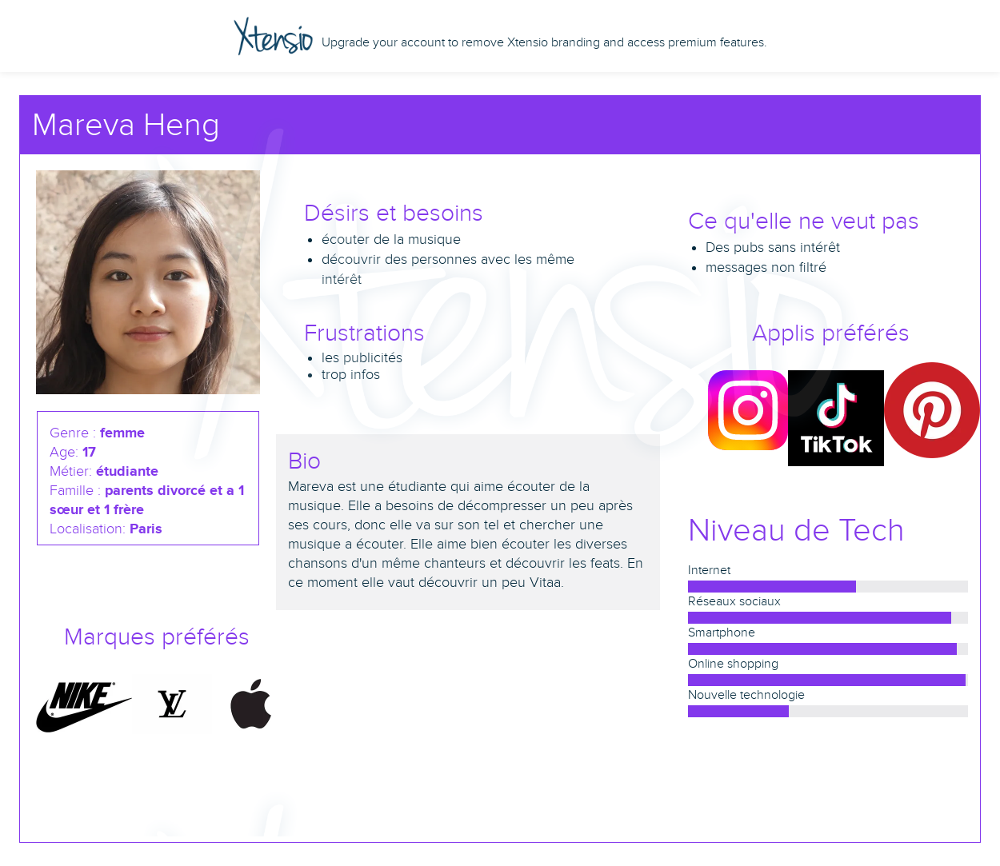 Xtensio Upgrade your account to remove Xtensio branding and access premium features.
Mareva Heng
Genre : femme
Age: 17
Métier: étudiante
Famille : parents divorcé et a 1
sœur et 1 frère
Localisation: Paris
Marques préférés
NIKE
LV
Désirs et besoins
écouter de la musique
découvrir des personnes avec les même
intérêt
Frustrations
les publicités
trop infos
Bio
Mareva est une étudiante qui aime écouter de la
musique. Elle a besoins de décompresser un peu après
ses cours, donc elle va sur son tel et chercher une
musique a écouter. Elle aime bien écouter les diverses
chansons d'un même chanteurs et découvrir les feats. En
ce moment elle vaut découvrir un peu Vitaa.
Ce qu'elle ne veut pas
Des pubs sans intérêt
messages non filtré
Applis préférés
TikTok
Niveau de Tech
Internet
Réseaux sociaux
Smartphone
Online shopping
Nouvelle technologie
Xtensio